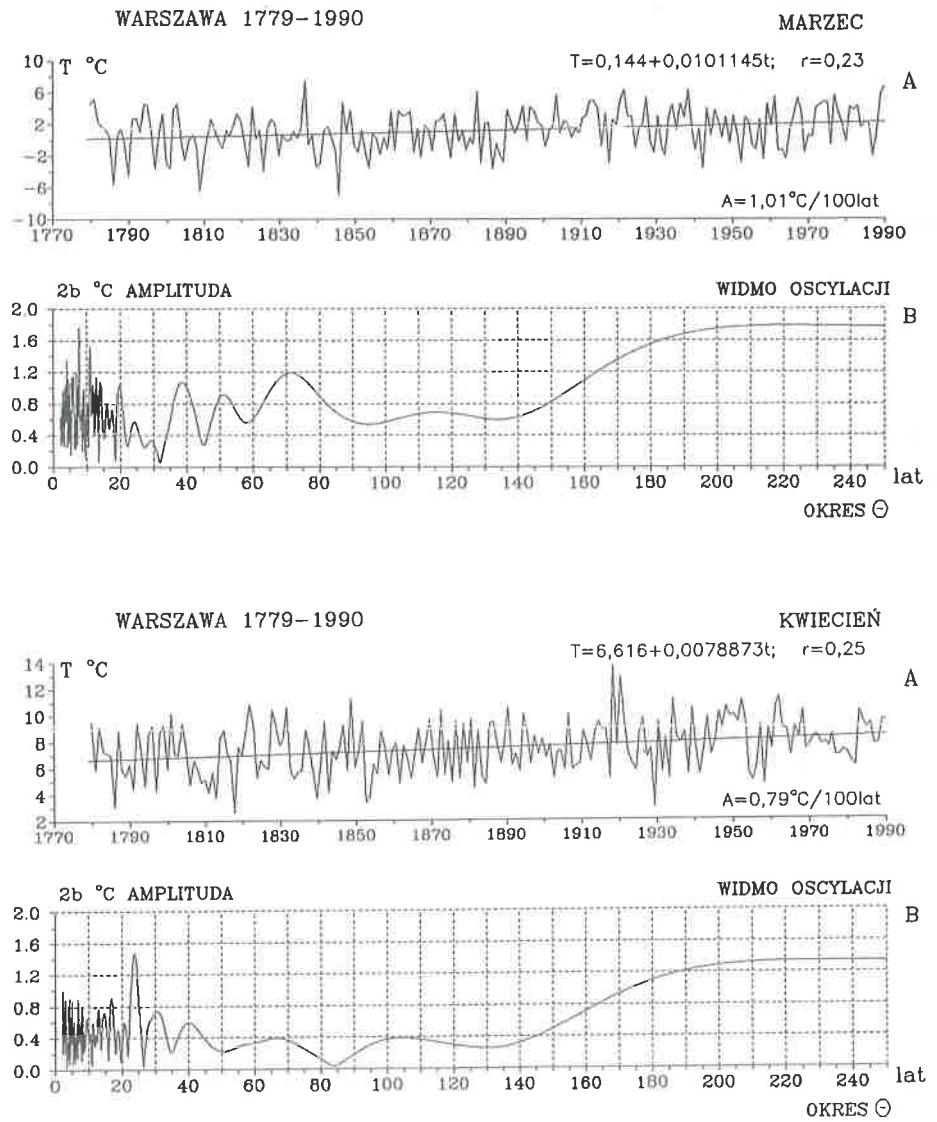 WARSZAWA 1779-1990 MARZEC
T °C T=0,144+0,0101145t; r=0,23 A
10
6
2
-2
-6
-10
A=1,01°C/100lat
1770 1790 1810 1830 1850 1870 1890 1910 1930 1950 1970 1990
2b °C AMPLITUDA WIDMO OSCYLACJI
B
2.0
1.6
1.2
0.8
0.4
0.0
0 20 40 60 80 100 120 140 160 180 200 220 240 lat
OKRES Θ
WARSZAWA 1779-1990 KWIECIEŃ
T °C T=6,616+0,0078873t; r=0,25
A
14
12
10
8
6
4
2
A=0,79°C/100lat
1770 1790 1810 1830 1850 1870 1890 1910 1930 1950 1970 1990
2b °C AMPLITUDA WIDMO OSCYLACJI
B
2.0
1.6
1.2
0.8
0.4
0.0
0 20 40 60 80 100 120 140 160 180 200 220 240 lat
OKRES Θ